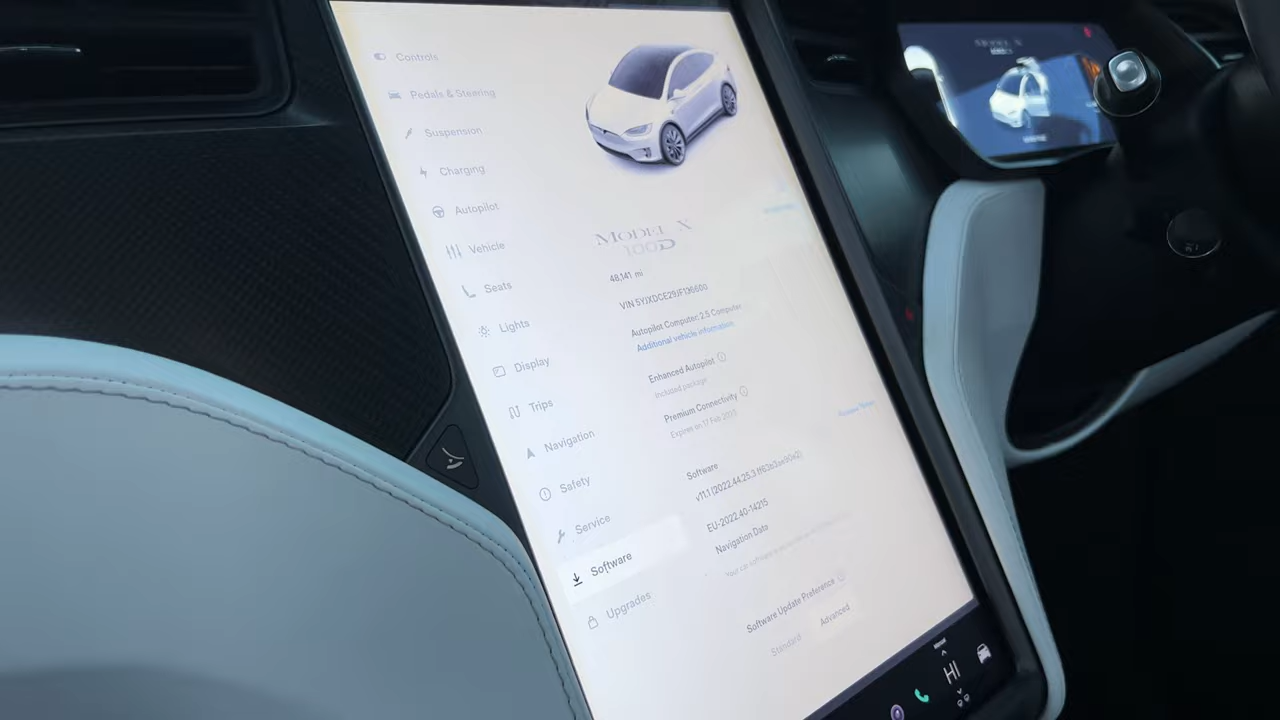 Controls
Pedals & Steering
Suspension
Charging
Autopilot
Vehicle
Seats
Lights
Display
Trips
Navigation
Safety
Service
Software
Upgrades
MODEL X
100D
48,141 mi
Autopilot Computer: 2.5 Computer
Additional vehicle information
Enhanced Autopilot
Included package
Premium Connectivity
Software
EU-2022.40-14215
Navigation Data
Software Update Preference
Standard
Advanced
HI
MODEL X